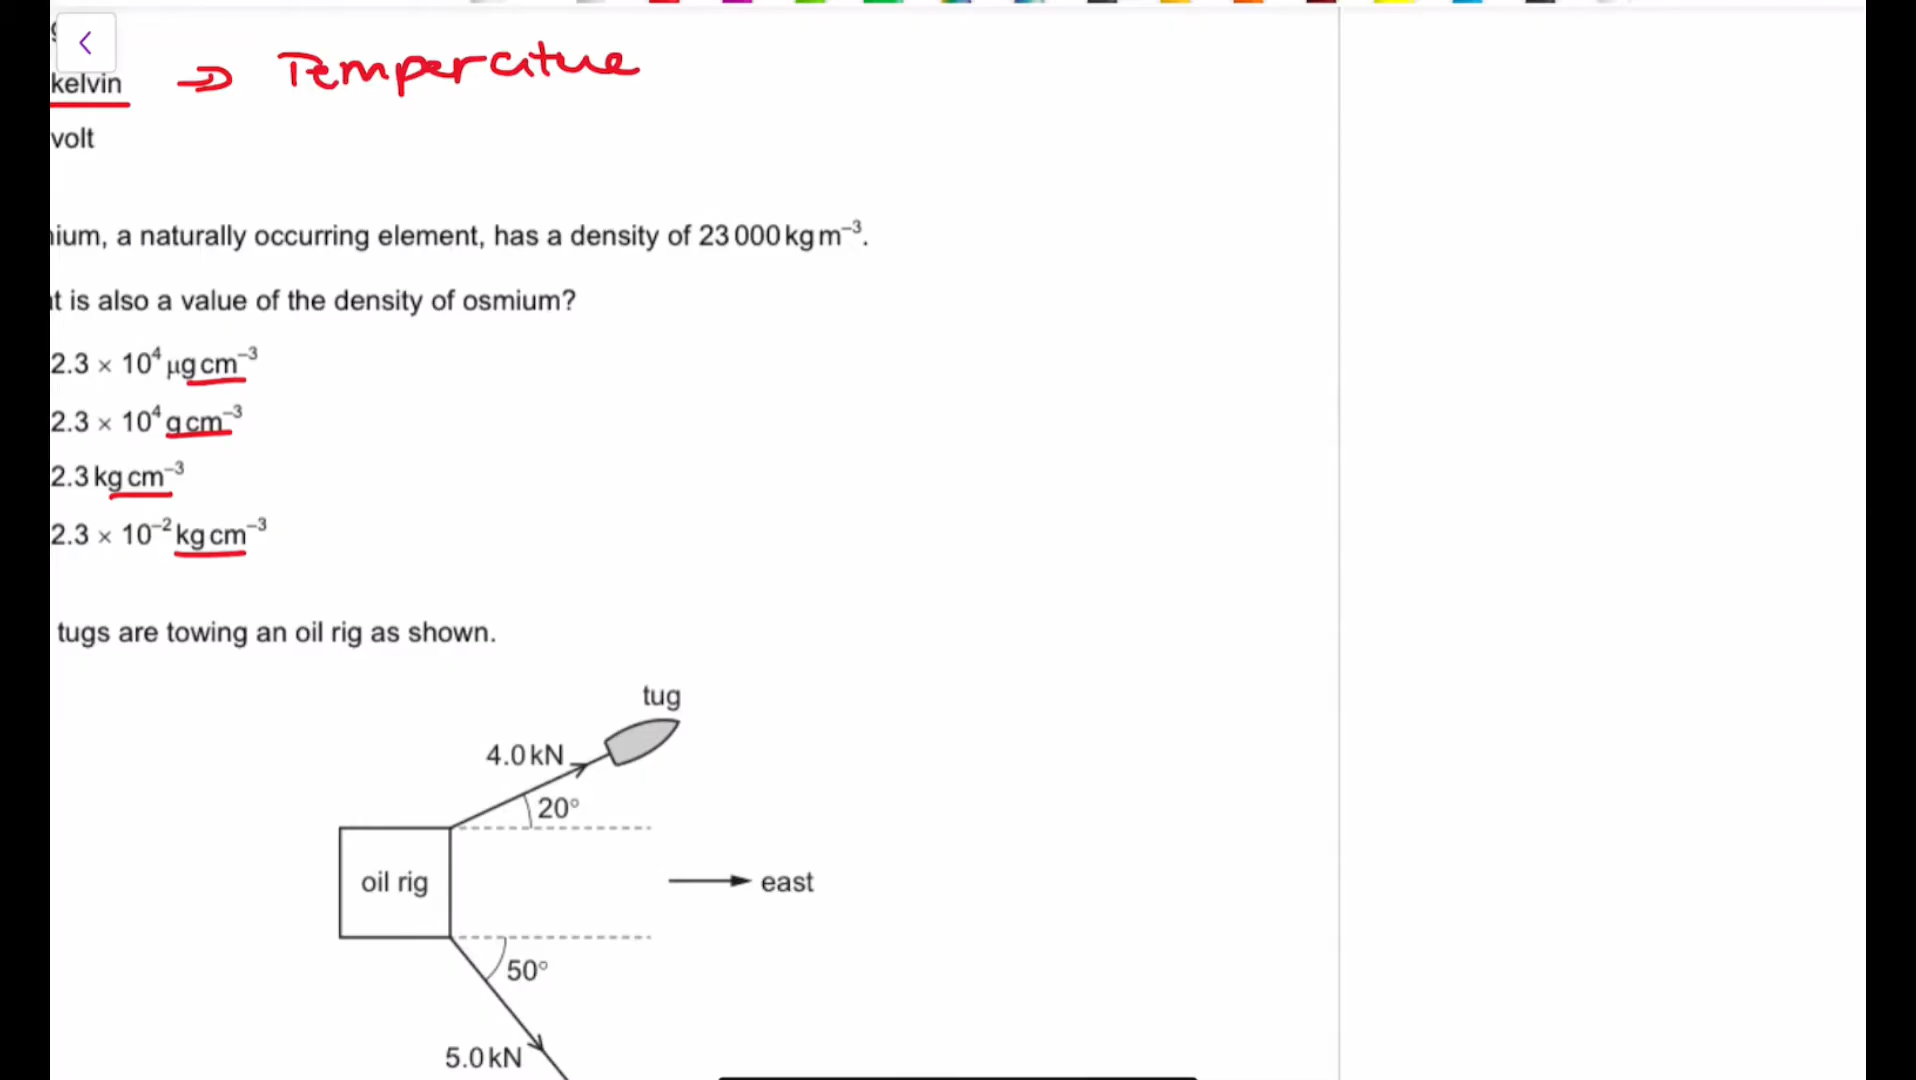 kelvin → Temperature
volt
ium, a naturally occurring element, has a density of 23 000 kg m⁻³.
t is also a value of the density of osmium?
2.3 × 10⁴ μg cm⁻³
2.3 × 10⁴ g cm⁻³
2.3 kg cm⁻³
2.3 × 10⁻² kg cm⁻³
tugs are towing an oil rig as shown.
tug
4.0 kN
20°
oil rig
east
50°
5.0 kN